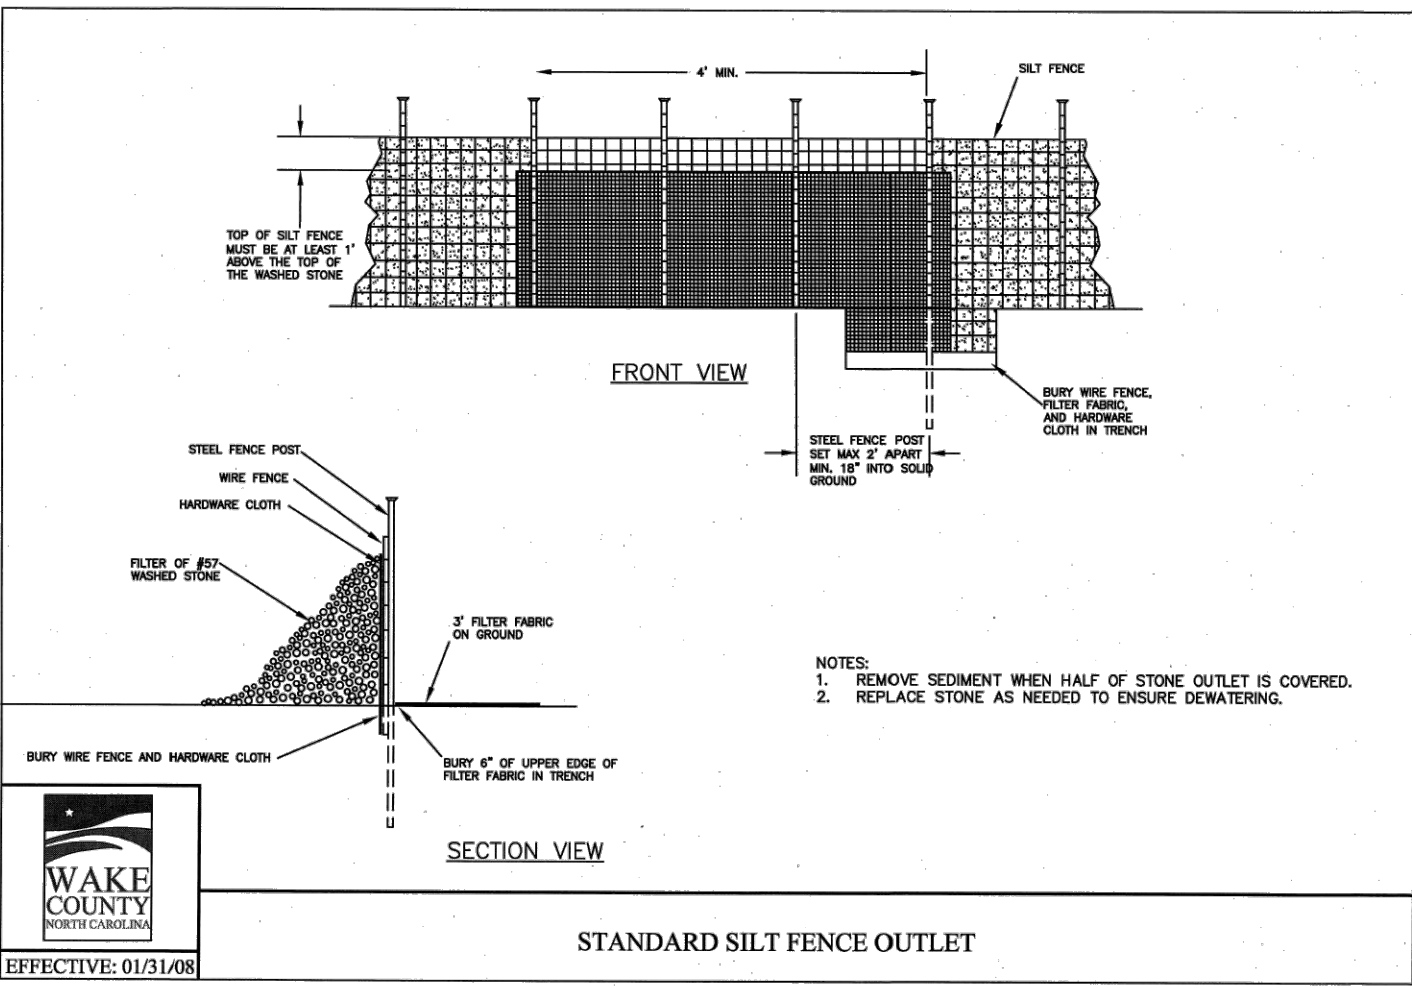 4' MIN.
SILT FENCE
TOP OF SILT FENCE
MUST BE AT LEAST 1'
ABOVE THE TOP OF
THE WASHED STONE
FRONT VIEW
BURY WIRE FENCE,
FILTER FABRIC,
AND HARDWARE
CLOTH IN TRENCH
STEEL FENCE POST
SET MAX 2' APART
MIN. 18" INTO SOLID
GROUND
STEEL FENCE POST
WIRE FENCE
HARDWARE CLOTH
FILTER OF #57
WASHED STONE
3' FILTER FABRIC
ON GROUND
BURY WIRE FENCE AND HARDWARE CLOTH
BURY 6" OF UPPER EDGE OF
FILTER FABRIC IN TRENCH
SECTION VIEW
NOTES:
1. REMOVE SEDIMENT WHEN HALF OF STONE OUTLET IS COVERED.
2. REPLACE STONE AS NEEDED TO ENSURE DEWATERING.
WAKE
COUNTY
NORTH CAROLINA
EFFECTIVE: 01/31/08
STANDARD SILT FENCE OUTLET